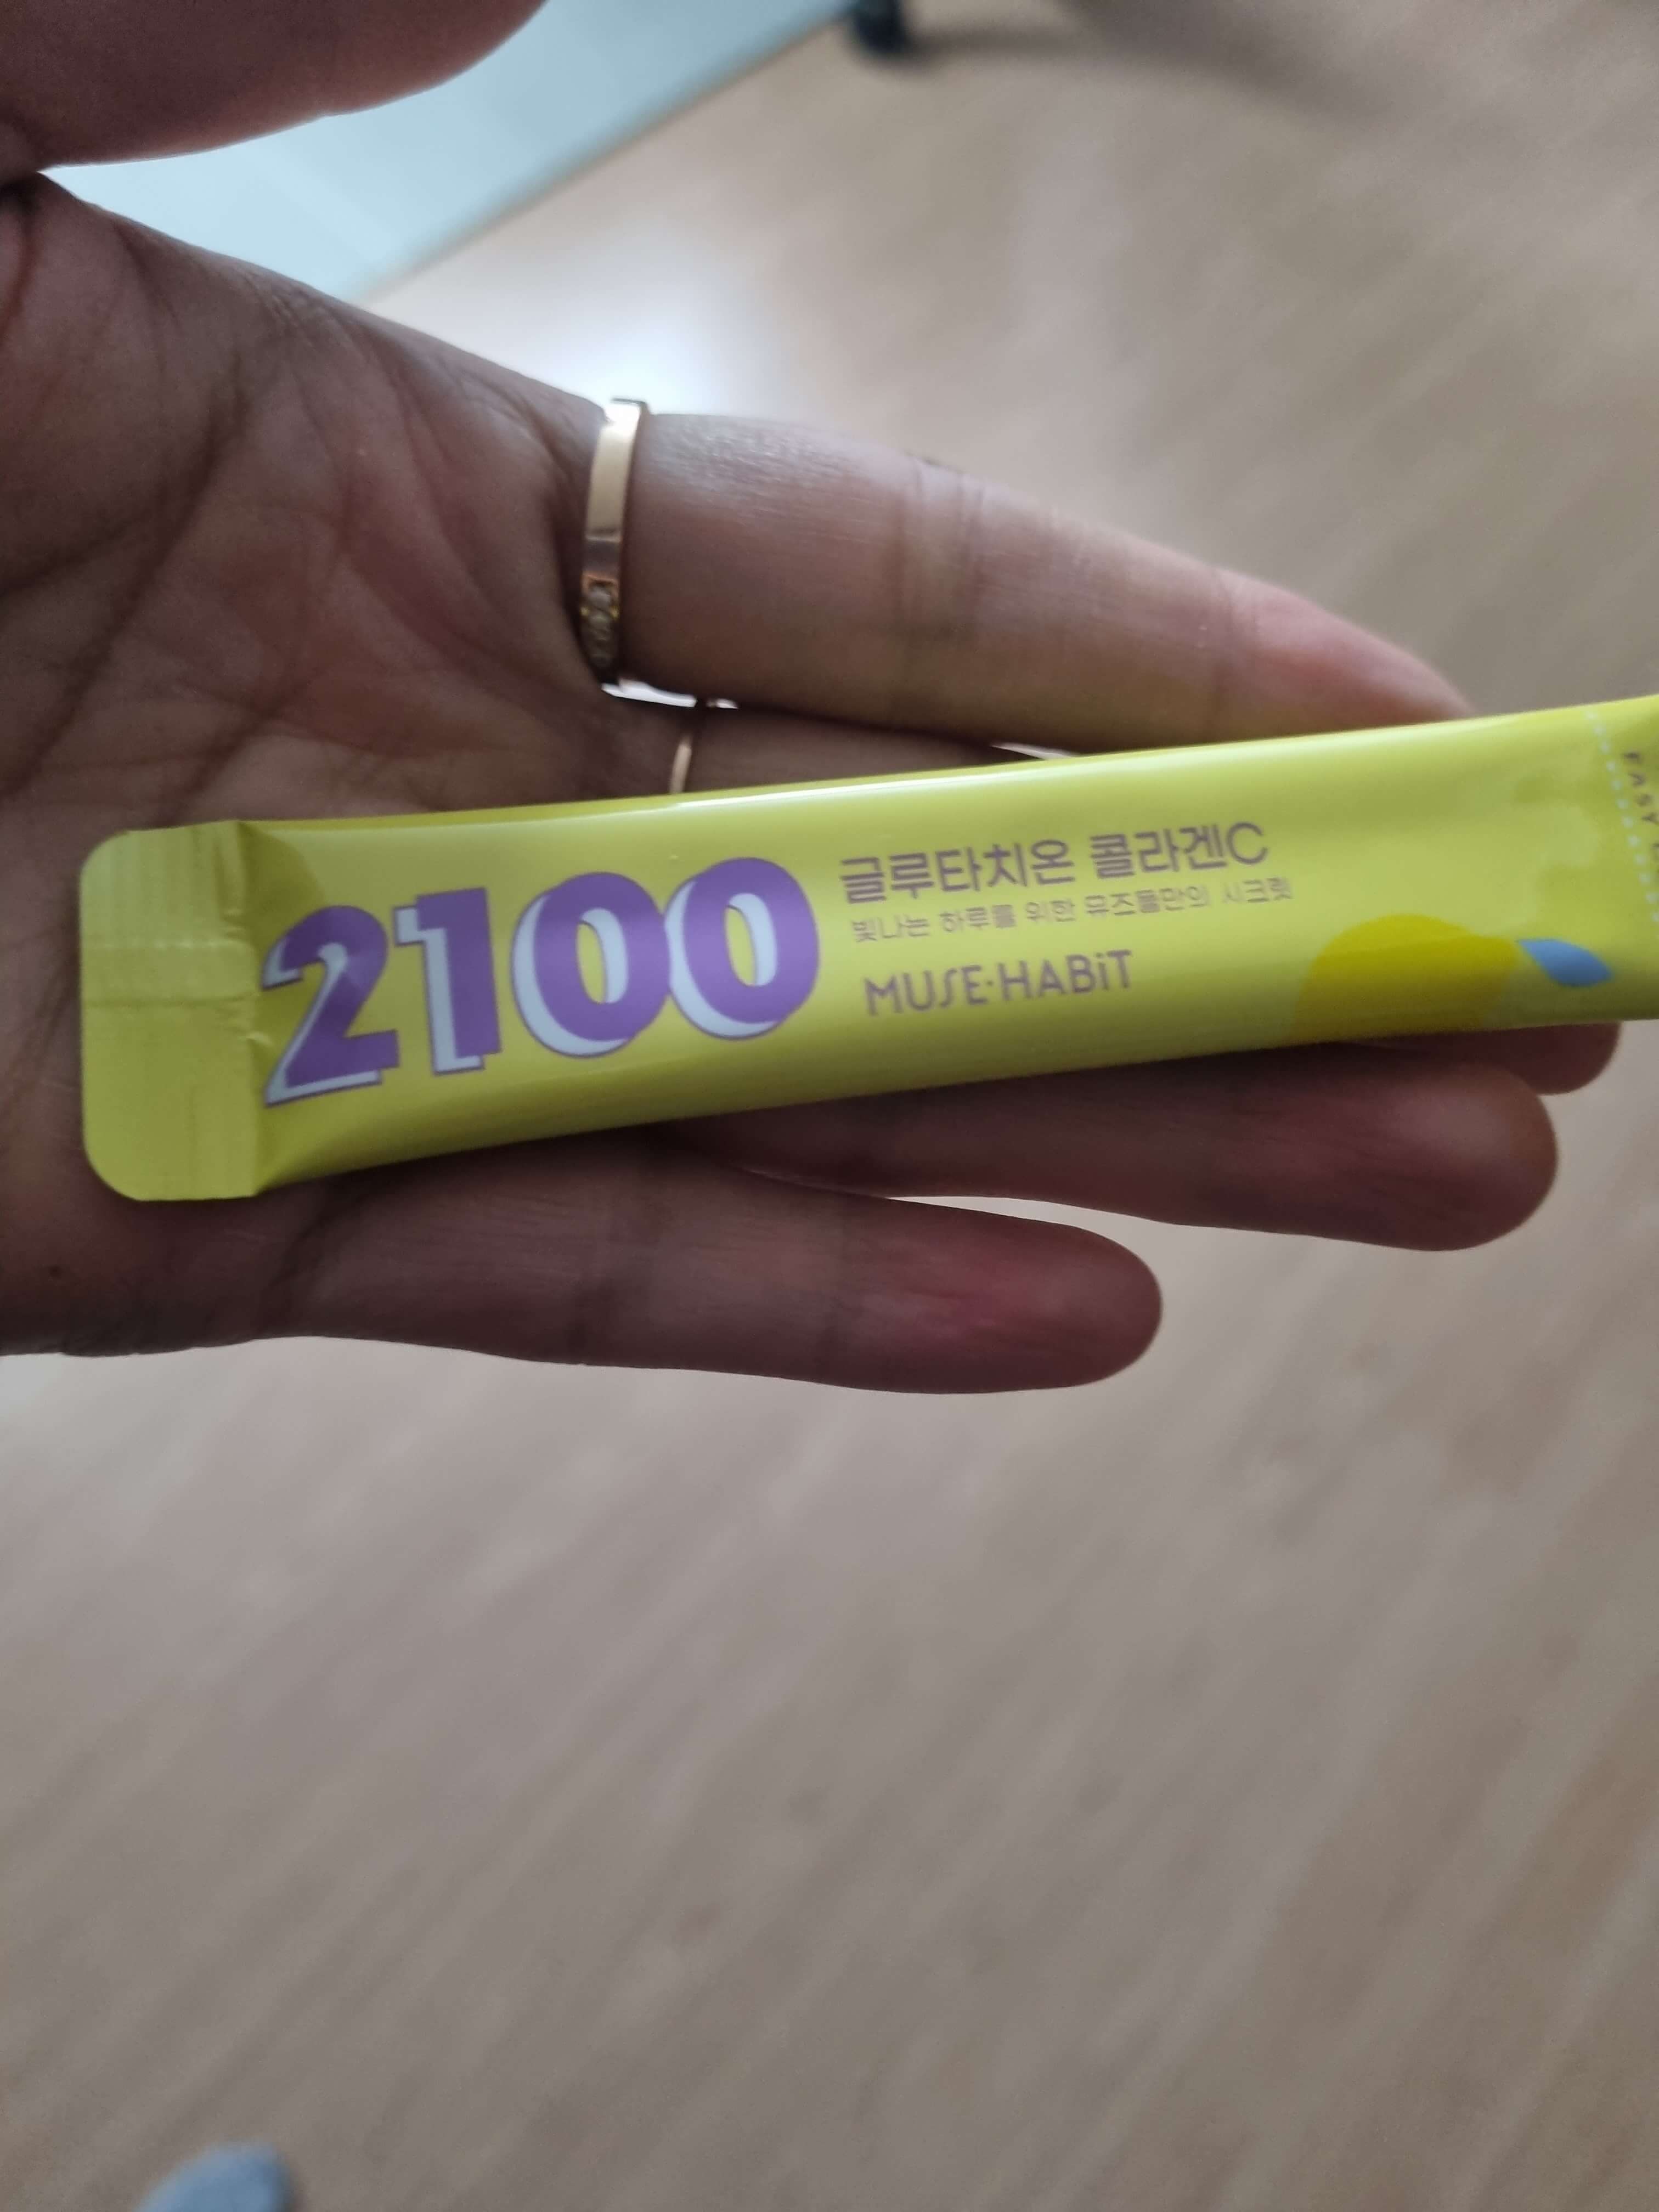 2100
글루타치온 콜라겐C
빛나는 하루를 위한 뮤즈들만의 시크릿
MUSE·HABiT
EASY